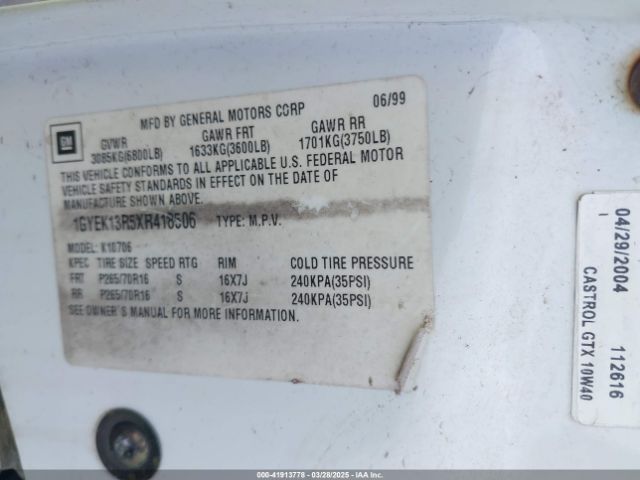 MFD BY GENERAL MOTORS CORP 06/99
GM
GVWR GAWR FRT GAWR RR
3085KG(6800LB) 1633KG(3600LB) 1701KG(3750LB)
THIS VEHICLE CONFORMS TO ALL APPLICABLE U.S. FEDERAL MOTOR
VEHICLE SAFETY STANDARDS IN EFFECT ON THE DATE OF
MANUFACTURE SHOWN ABOVE.
1GYEK13R5XR418506 TYPE: M.P.V.
MODEL: K10706
KPEC TIRE SIZE SPEED RTG RIM COLD TIRE PRESSURE
FRT P265/70R16 S 16X7J 240KPA(35PSI)
RR P265/70R16 S 16X7J 240KPA(35PSI)
SEE OWNER'S MANUAL FOR MORE INFORMATION.
04/29/2004 112616
CASTROL GTX 10W40
000-41913778 — 03/28/2025 — IAAI.COM